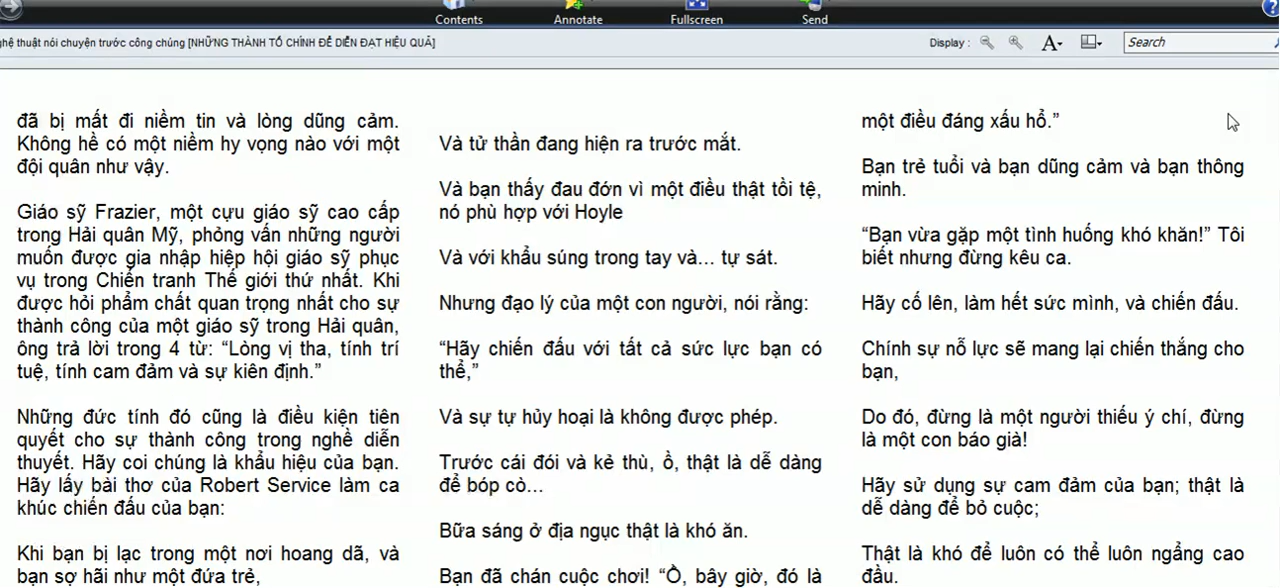 Contents
Annotate
Fullscreen
Send
?
hệ thuật nói chuyện trước công chúng [NHỮNG THÀNH TỐ CHÍNH ĐỂ DIỄN ĐẠT HIỆU QUẢ]
Display :
A
Search
đã bị mất đi niềm tin và lòng dũng cảm.
Không hề có một niềm hy vọng nào với một
đội quân như vậy.
Giáo sỹ Frazier, một cựu giáo sỹ cao cấp
trong Hải quân Mỹ, phỏng vấn những người
muốn được gia nhập hiệp hội giáo sỹ phục
vụ trong Chiến tranh Thế giới thứ nhất. Khi
được hỏi phẩm chất quan trọng nhất cho sự
thành công của một giáo sỹ trong Hải quân,
ông trả lời trong 4 từ: “Lòng vị tha, tính trí
tuệ, tính cam đảm và sự kiên định.”
Những đức tính đó cũng là điều kiện tiên
quyết cho sự thành công trong nghề diễn
thuyết. Hãy coi chúng là khẩu hiệu của bạn.
Hãy lấy bài thơ của Robert Service làm ca
khúc chiến đấu của bạn:
Khi bạn bị lạc trong một nơi hoang dã, và
bạn sợ hãi như một đứa trẻ,
Và tử thần đang hiện ra trước mắt.
Và bạn thấy đau đớn vì một điều thật tồi tệ,
nó phù hợp với Hoyle
Và với khẩu súng trong tay và... tự sát.
Nhưng đạo lý của một con người, nói rằng:
“Hãy chiến đấu với tất cả sức lực bạn có
thể,”
Và sự tự hủy hoại là không được phép.
Trước cái đói và kẻ thù, ồ, thật là dễ dàng
để bóp cò...
Bữa sáng ở địa ngục thật là khó ăn.
Bạn đã chán cuộc chơi! “Ồ, bây giờ, đó là
một điều đáng xấu hổ.”
Bạn trẻ tuổi và bạn dũng cảm và bạn thông
minh.
“Bạn vừa gặp một tình huống khó khăn!” Tôi
biết nhưng đừng kêu ca.
Hãy cố lên, làm hết sức mình, và chiến đấu.
Chính sự nỗ lực sẽ mang lại chiến thắng cho
bạn,
Do đó, đừng là một người thiếu ý chí, đừng
là một con báo già!
Hãy sử dụng sự cam đảm của bạn; thật là
dễ dàng để bỏ cuộc;
Thật là khó để luôn có thể luôn ngẩng cao
đầu.